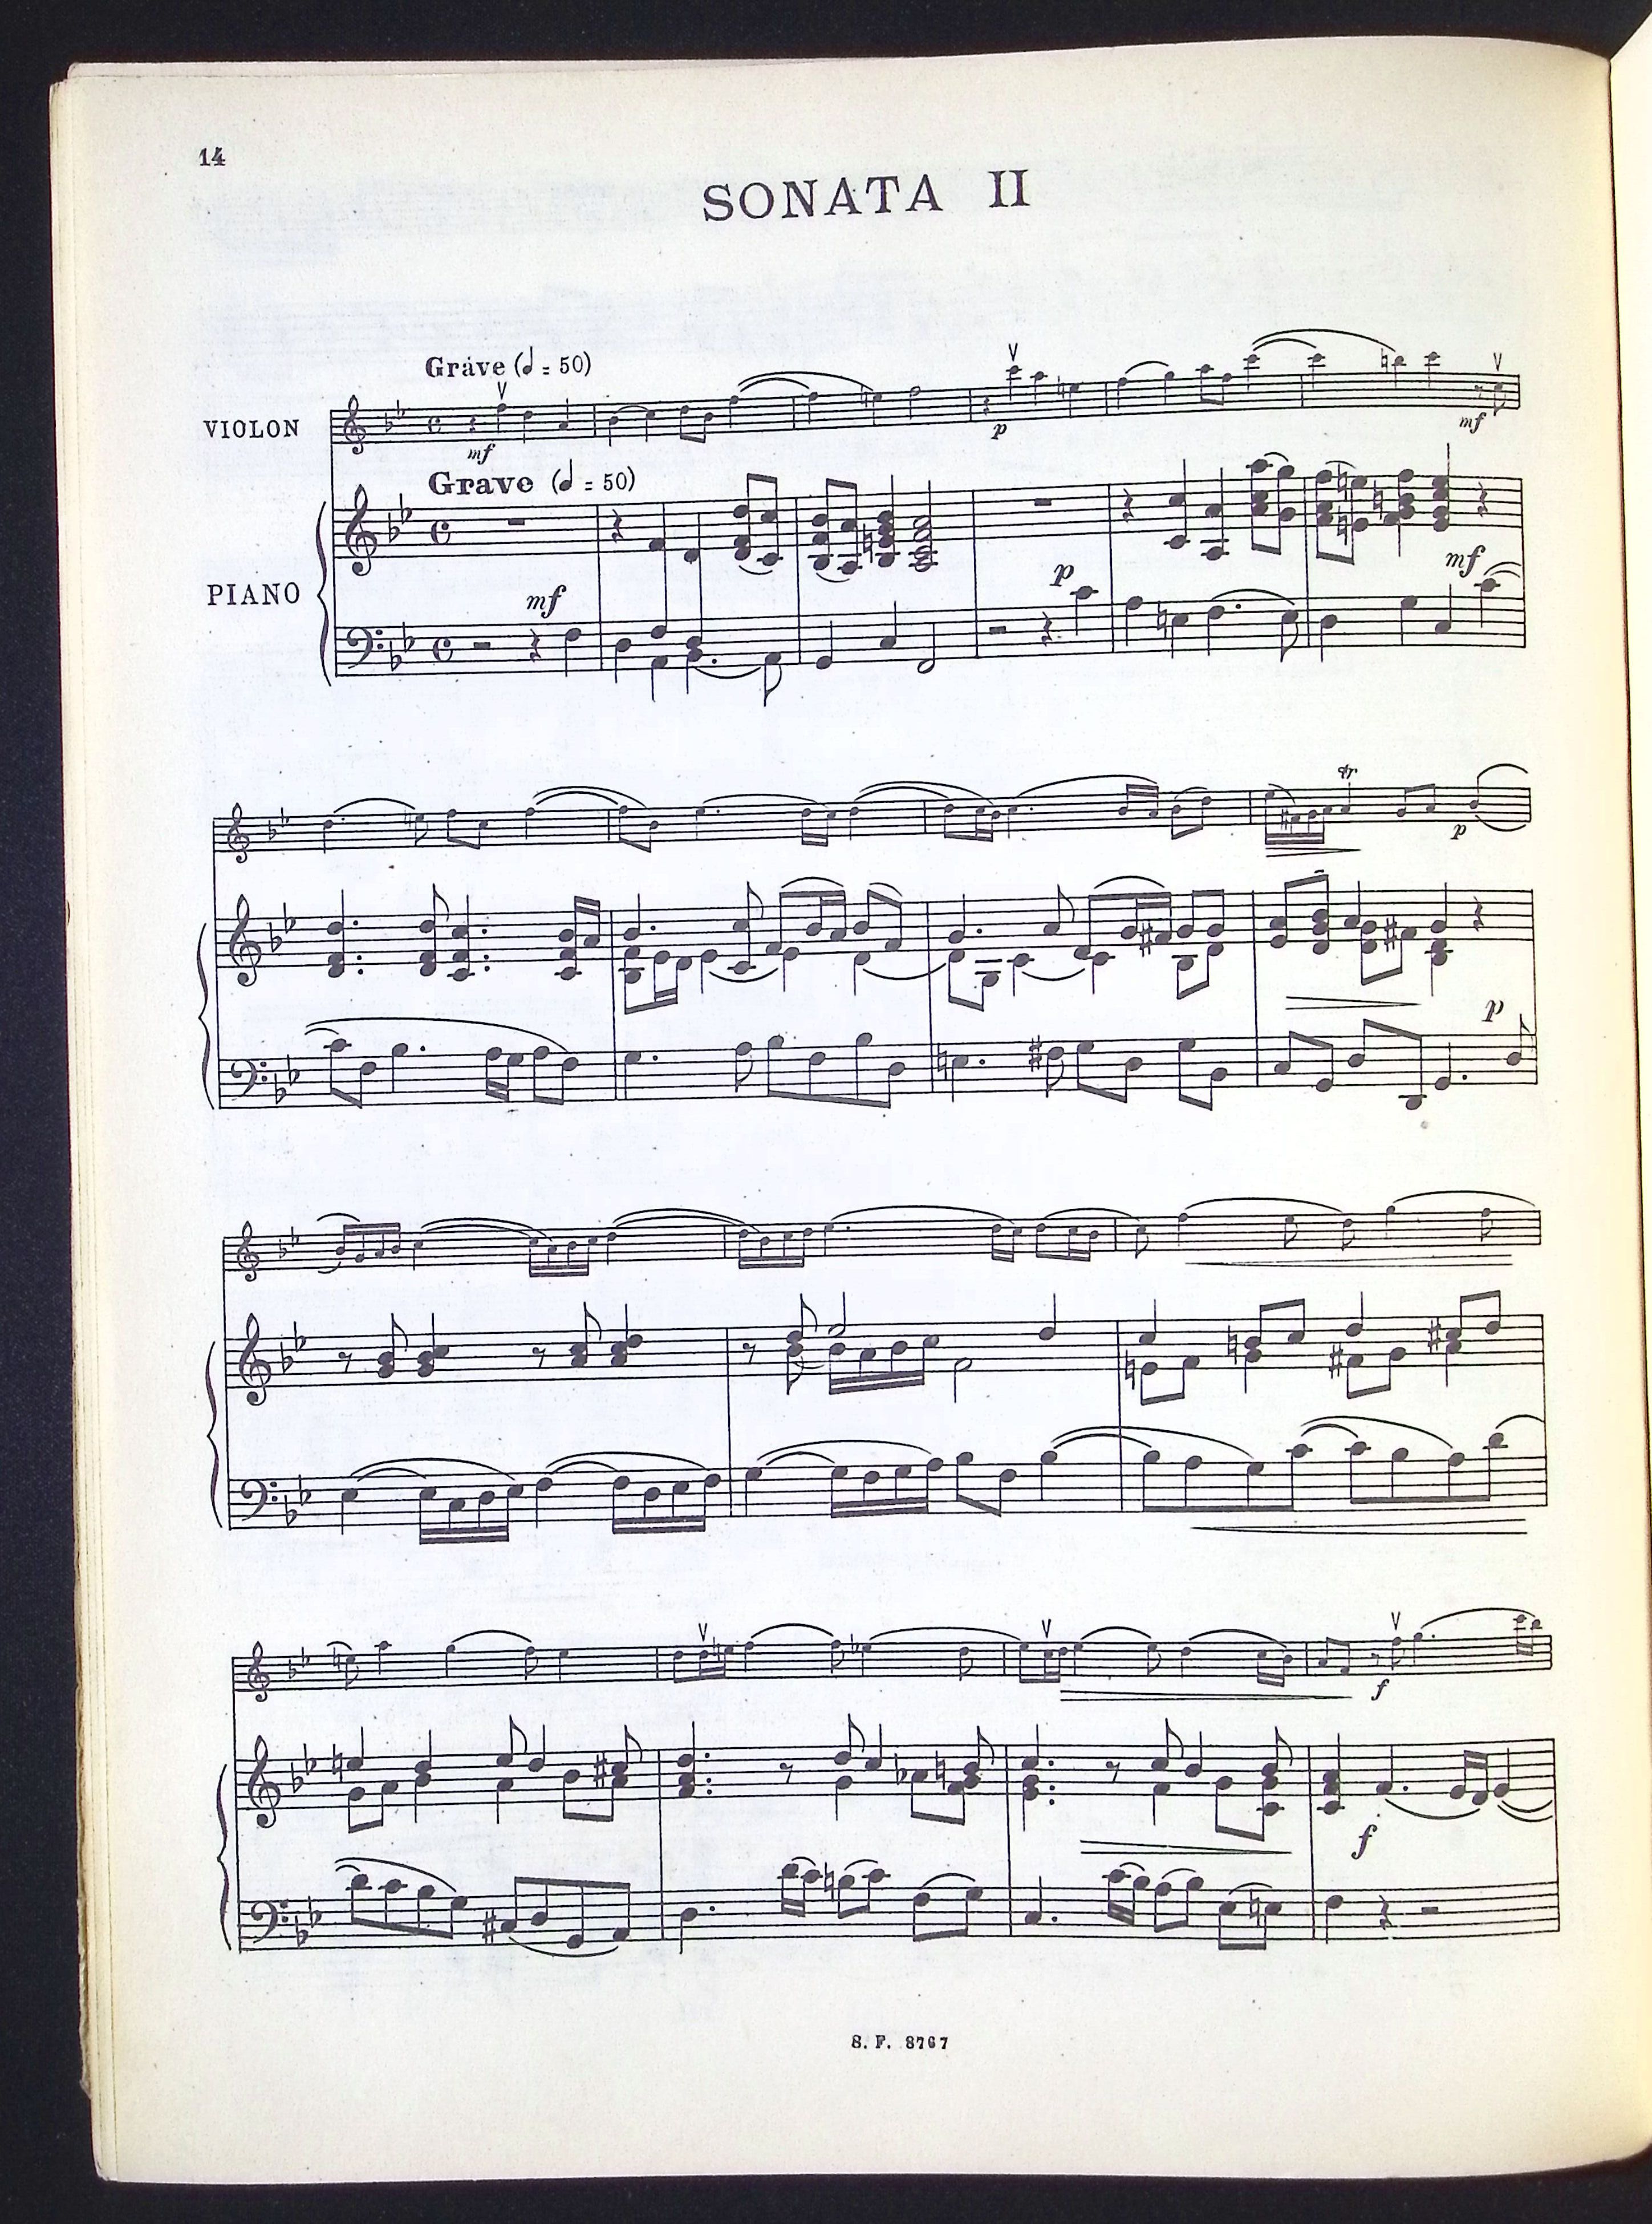 14
SONATA II
Grave (𝅗𝅥 = 50)
VIOLON
mf
p
mf
Grave (𝅗𝅥 = 50)
PIANO
mf
p
mf
tr
p
p
f
f
S. F. 8767